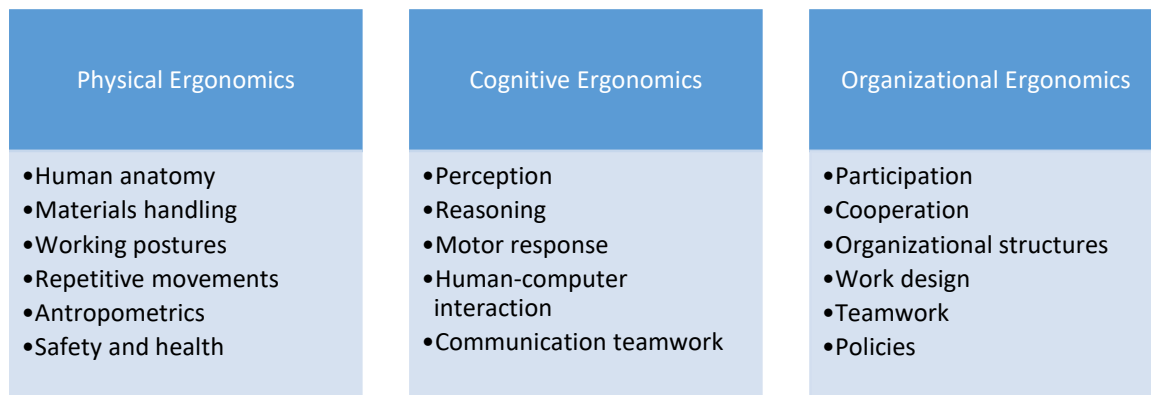 Physical Ergonomics
•Human anatomy
•Materials handling
•Working postures
•Repetitive movements
•Antropometrics
•Safety and health
Cognitive Ergonomics
•Perception
•Reasoning
•Motor response
•Human-computer
interaction
•Communication teamwork
Organizational Ergonomics
•Participation
•Cooperation
•Organizational structures
•Work design
•Teamwork
•Policies